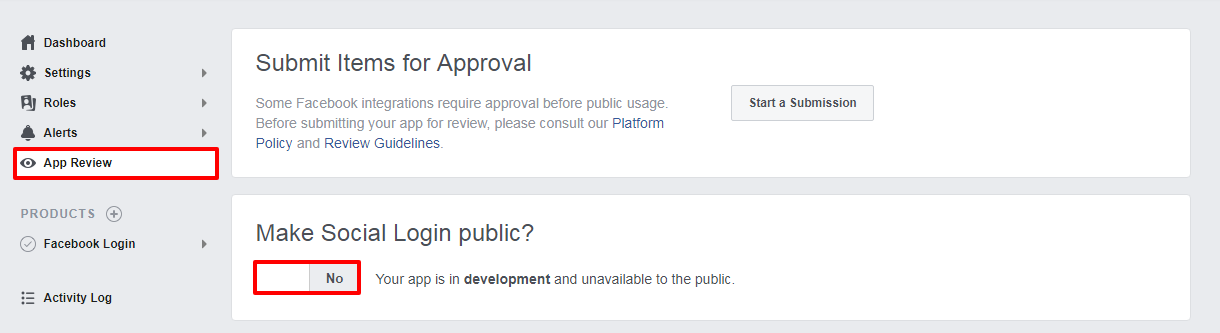 Dashboard
Settings
Roles
Alerts
App Review
PRODUCTS
Facebook Login
Activity Log
Submit Items for Approval
Some Facebook integrations require approval before public usage.
Before submitting your app for review, please consult our Platform
Policy and Review Guidelines.
Start a Submission
Make Social Login public?
No
Your app is in development and unavailable to the public.